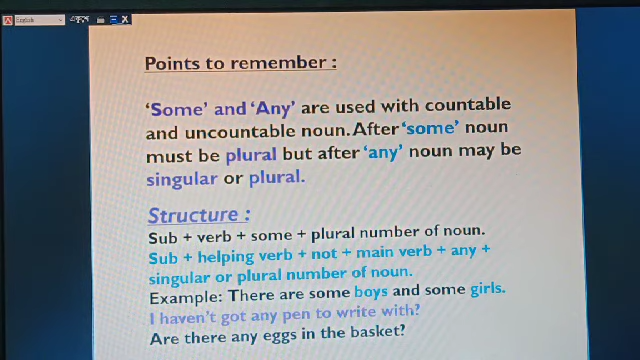 English
Points to remember :
‘Some’ and ‘Any’ are used with countable
and uncountable noun. After ‘some’ noun
must be plural but after ‘any’ noun may be
singular or plural.
Structure :
Sub + verb + some + plural number of noun.
Sub + helping verb + not + main verb + any +
singular or plural number of noun.
Example: There are some boys and some girls.
I haven't got any pen to write with?
Are there any eggs in the basket?